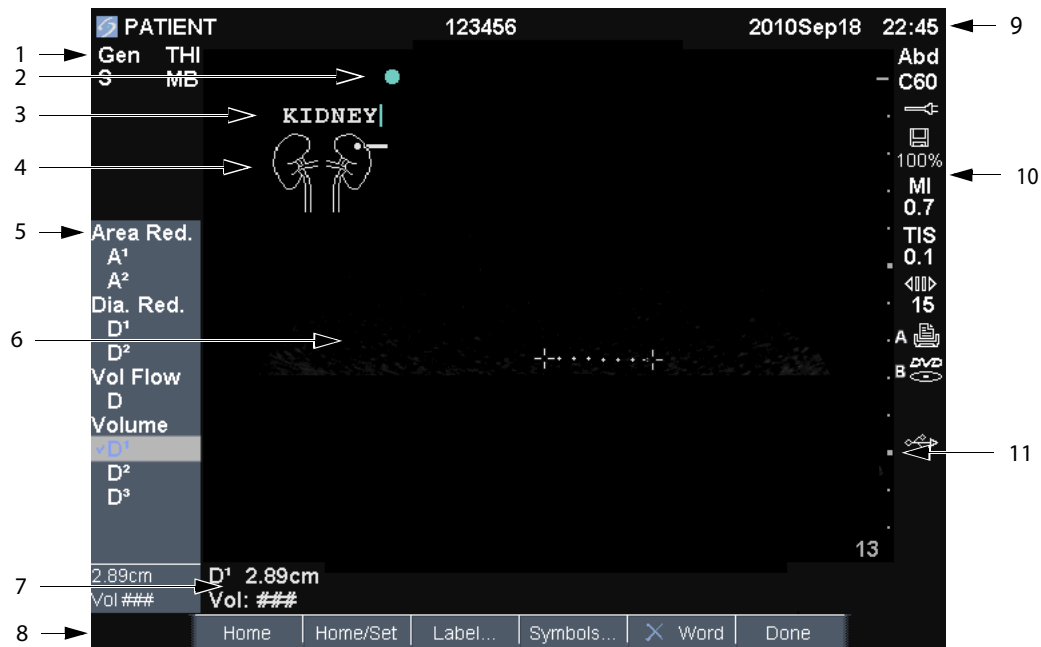 PATIENT 123456 2010Sep18 22:45 9
1 Gen THI Abd
2 S MB C60
3 KIDNEY
4 100% 10
MI
0.7
5 Area Red. TIS
A¹ 0.1
A²
Dia. Red. 15
D¹
6 A
D²
Vol Flow B DVD
D
Volume
✓D¹ 11
D²
D³
13
2.89cm D¹ 2.89cm
7
Vol ### Vol: ###
8 Home Home/Set Label... Symbols... X Word Done